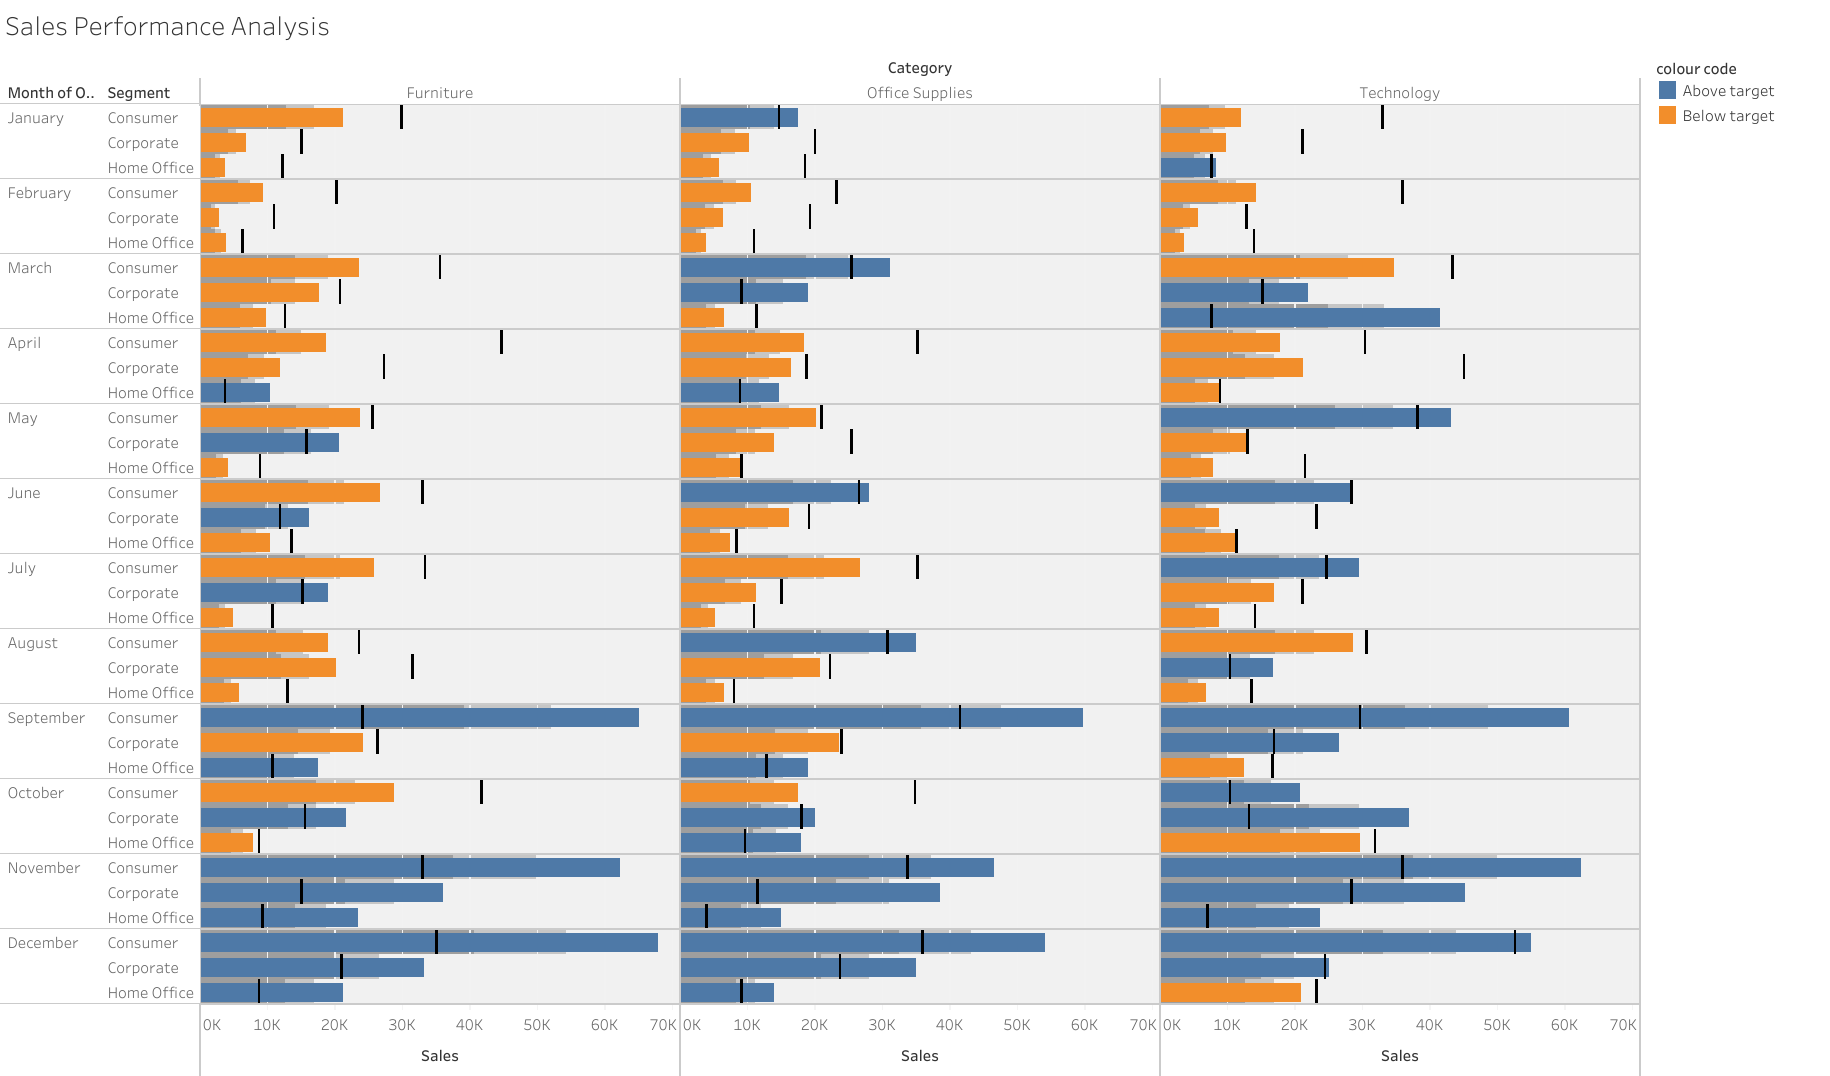 Sales Performance Analysis
Category
colour code
Month of O.. Segment Furniture Office Supplies Technology
Above target
Below target
January Consumer
Corporate
Home Office
February Consumer
Corporate
Home Office
March Consumer
Corporate
Home Office
April Consumer
Corporate
Home Office
May Consumer
Corporate
Home Office
June Consumer
Corporate
Home Office
July Consumer
Corporate
Home Office
August Consumer
Corporate
Home Office
September Consumer
Corporate
Home Office
October Consumer
Corporate
Home Office
November Consumer
Corporate
Home Office
December Consumer
Corporate
Home Office
0K 10K 20K 30K 40K 50K 60K 70K 0K 10K 20K 30K 40K 50K 60K 70K 0K 10K 20K 30K 40K 50K 60K 70K
Sales Sales Sales